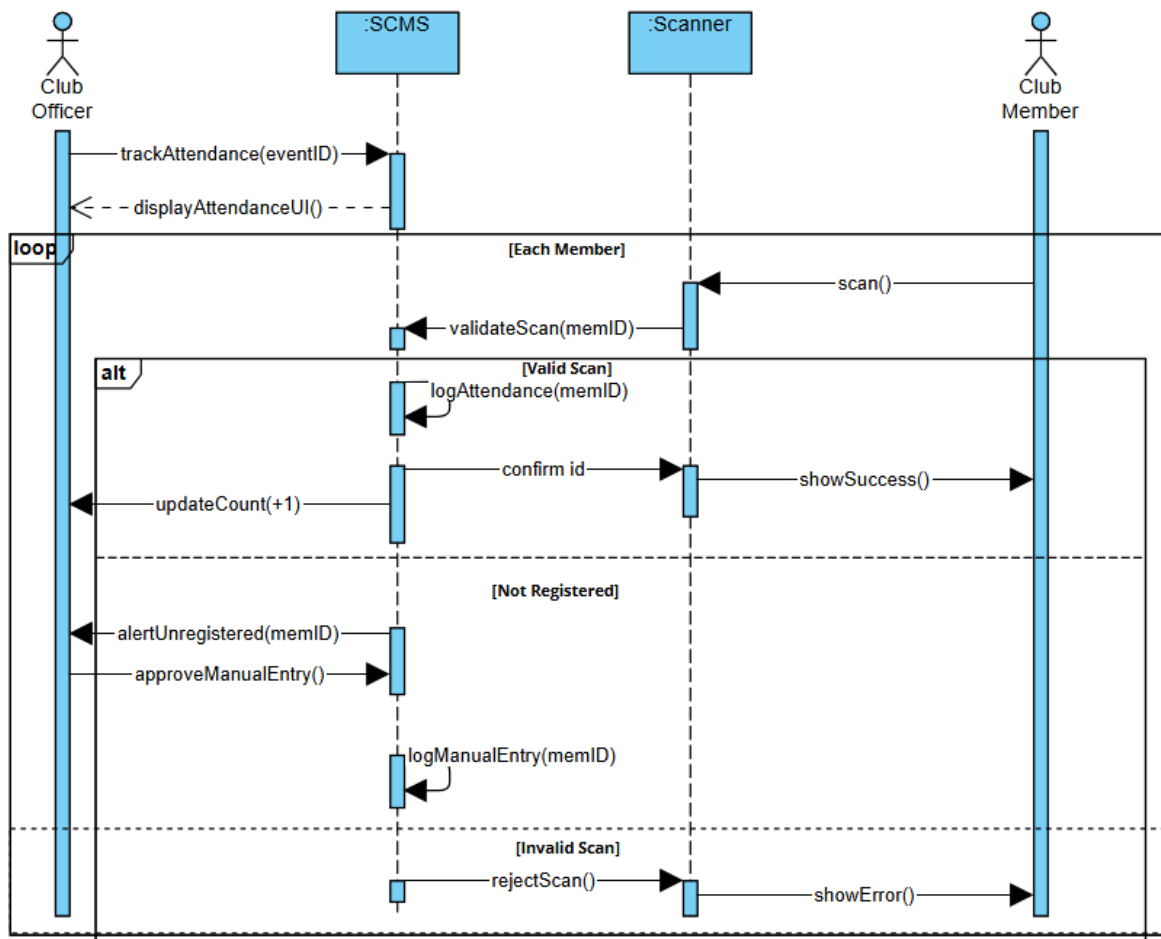 :SCMS
:Scanner
Club
Officer
Club
Member
trackAttendance(eventID)
displayAttendanceUI()
loop
[Each Member]
scan()
validateScan(memID)
alt
[Valid Scan]
logAttendance(memID)
confirm id
showSuccess()
updateCount(+1)
[Not Registered]
alertUnregistered(memID)
approveManualEntry()
logManualEntry(memID)
[Invalid Scan]
rejectScan()
showError()